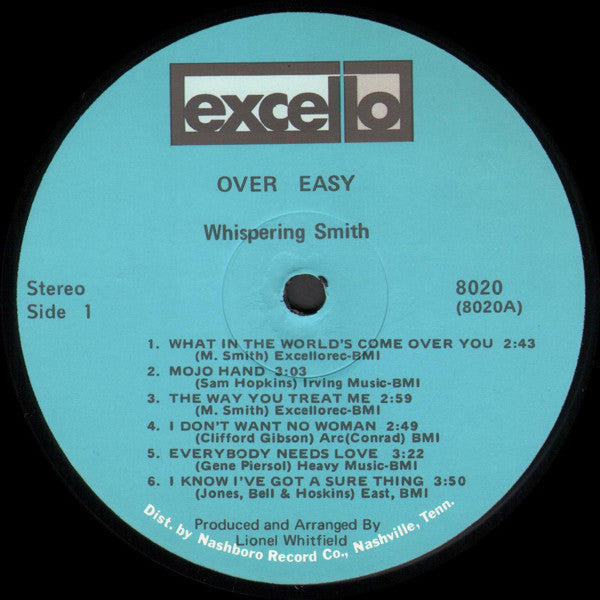 excello
OVER EASY
Whispering Smith
Stereo
Side 1
8020
(8020A)
1. WHAT IN THE WORLD'S COME OVER YOU 2:43
(M. Smith) Excellorec-BMI
2. MOJO HAND 3:03
(Sam Hopkins) Irving Music-BMI
3. THE WAY YOU TREAT ME 2:59
(M. Smith) Excellorec-BMI
4. I DON'T WANT NO WOMAN 2:49
(Clifford Gibson) Arc(Conrad) BMI
5. EVERYBODY NEEDS LOVE 3:22
(Gene Piersol) Heavy Music-BMI
6. I KNOW I'VE GOT A SURE THING 3:50
(Jones, Bell & Hoskins) East, BMI
Produced and Arranged By
Lionel Whitfield
Dist. by Nashboro Record Co., Nashville, Tenn.